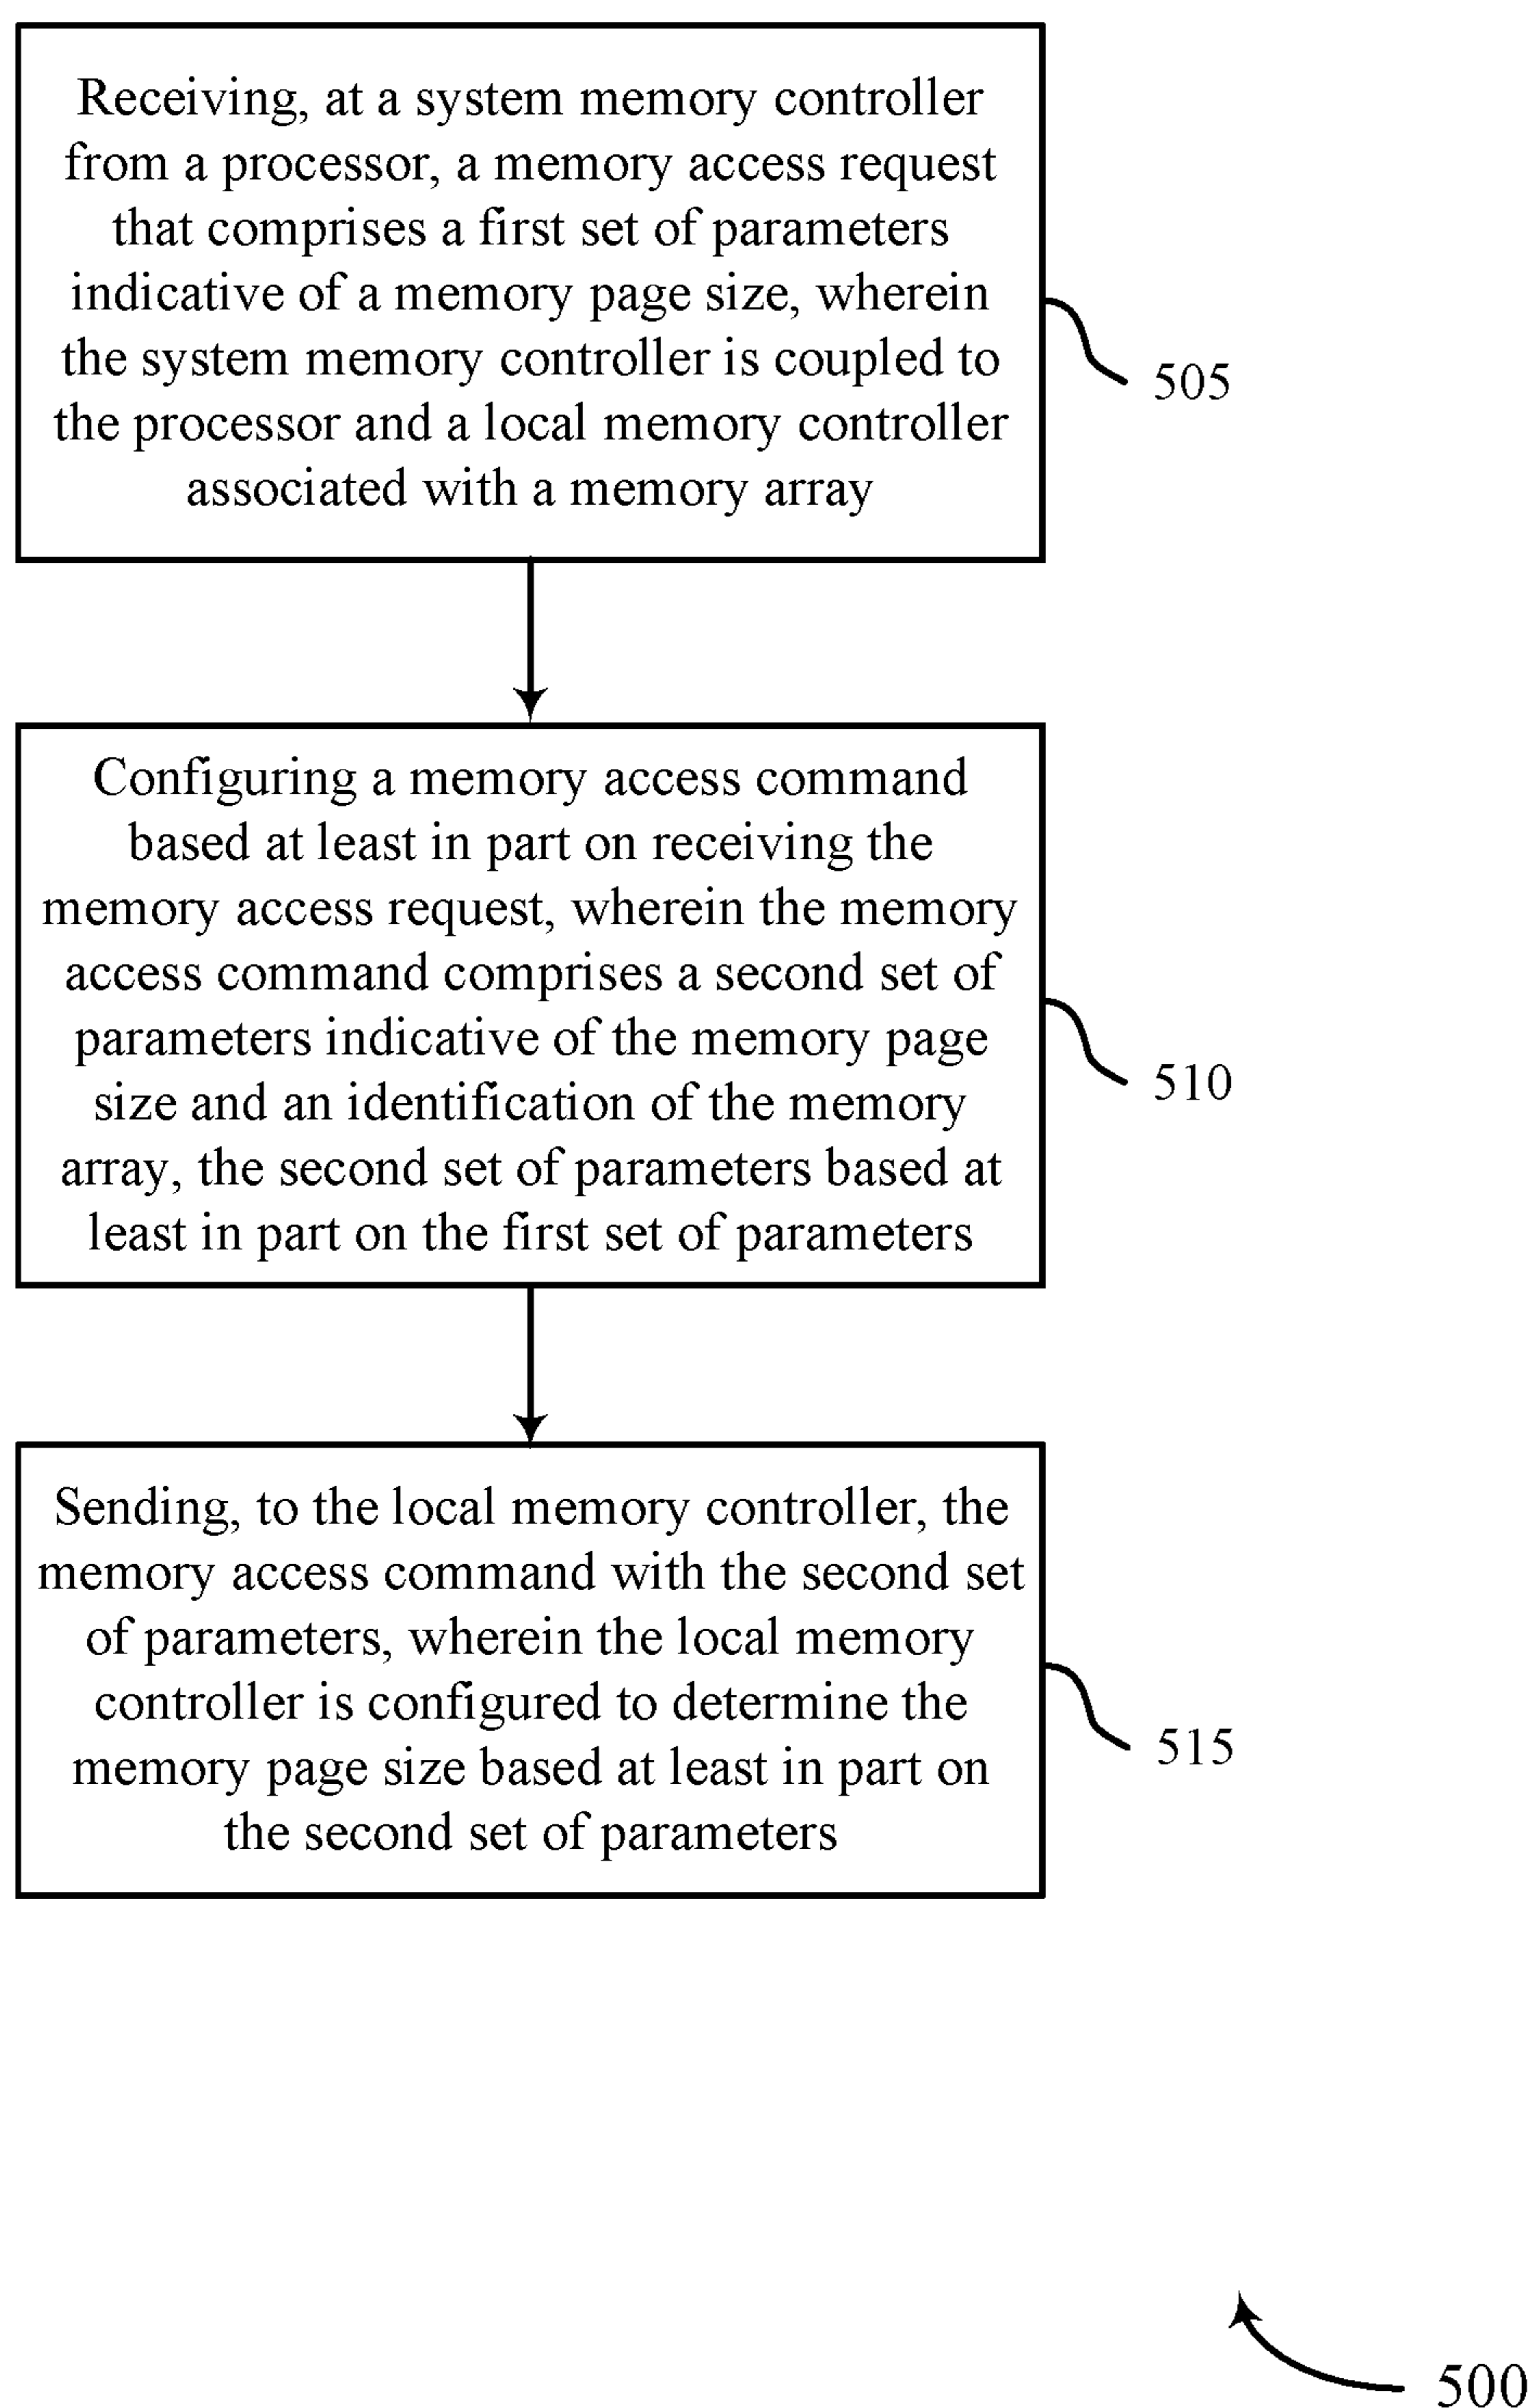 Receiving, at a system memory controller
from a processor, a memory access request
that comprises a first set of parameters
indicative of a memory page size, wherein
the system memory controller is coupled to
the processor and a local memory controller
associated with a memory array
505
Configuring a memory access command
based at least in part on receiving the
memory access request, wherein the memory
access command comprises a second set of
parameters indicative of the memory page
size and an identification of the memory
array, the second set of parameters based at
least in part on the first set of parameters
510
Sending, to the local memory controller, the
memory access command with the second set
of parameters, wherein the local memory
controller is configured to determine the
memory page size based at least in part on
the second set of parameters
515
500